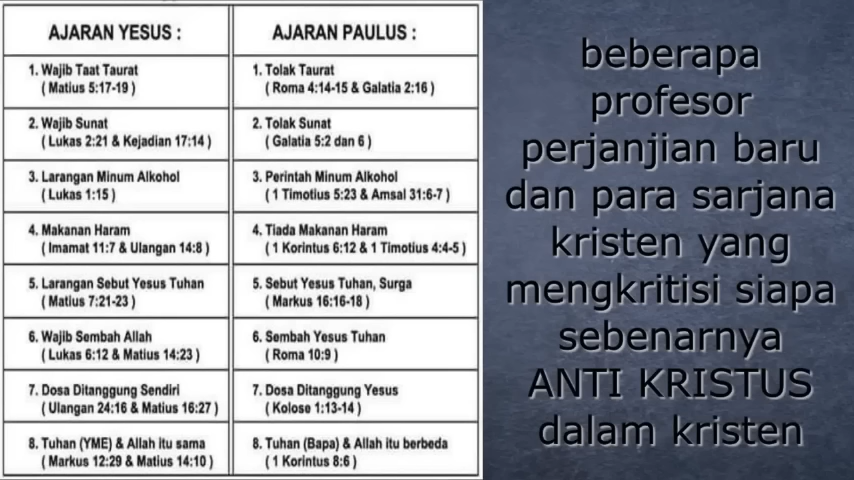 AJARAN YESUS :
AJARAN PAULUS :
1. Wajib Taat Taurat
( Matius 5:17-19 )
1. Tolak Taurat
( Roma 4:14-15 & Galatia 2:16 )
2. Wajib Sunat
( Lukas 2:21 & Kejadian 17:14 )
2. Tolak Sunat
( Galatia 5:2 dan 6 )
3. Larangan Minum Alkohol
( Lukas 1:15 )
3. Perintah Minum Alkohol
( 1 Timotius 5:23 & Amsal 31:6-7 )
4. Makanan Haram
( Imamat 11:7 & Ulangan 14:8 )
4. Tiada Makanan Haram
( 1 Korintus 6:12 & 1 Timotius 4:4-5 )
5. Larangan Sebut Yesus Tuhan
( Matius 7:21-23 )
5. Sebut Yesus Tuhan, Surga
( Markus 16:16-18 )
6. Wajib Sembah Allah
( Lukas 6:12 & Matius 14:23 )
6. Sembah Yesus Tuhan
( Roma 10:9 )
7. Dosa Ditanggung Sendiri
( Ulangan 24:16 & Matius 16:27 )
7. Dosa Ditanggung Yesus
( Kolose 1:13-14 )
8. Tuhan (YME) & Allah itu sama
( Markus 12:29 & Matius 14:10 )
8. Tuhan (Bapa) & Allah itu berbeda
( 1 Korintus 8:6 )
beberapa
profesor
perjanjian baru
dan para sarjana
kristen yang
mengkritisi siapa
sebenarnya
ANTI KRISTUS
dalam kristen